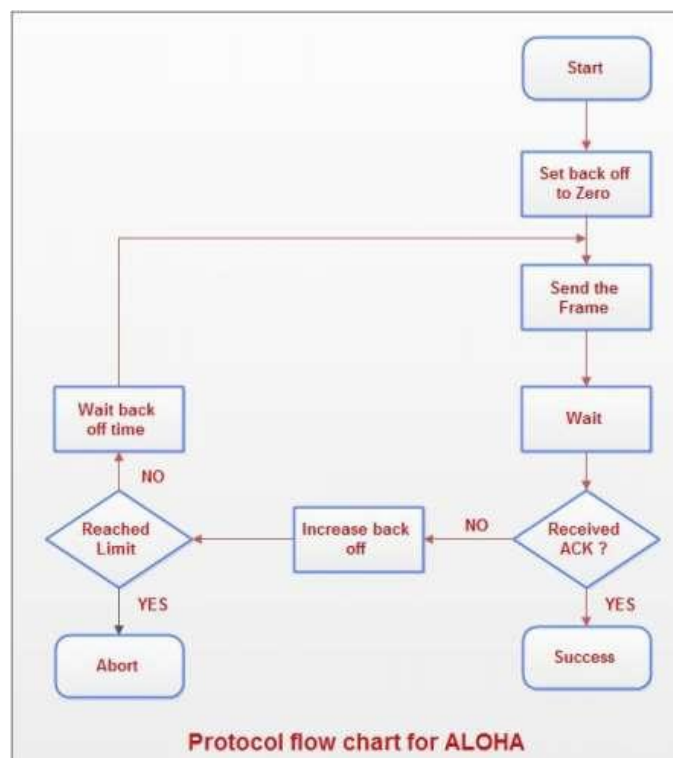 Start
Set back off
to Zero
Send the
Frame
Wait back
off time
Wait
NO
Reached
Limit
Increase back
off
NO
Received
ACK ?
YES
YES
Abort
Success
Protocol flow chart for ALOHA